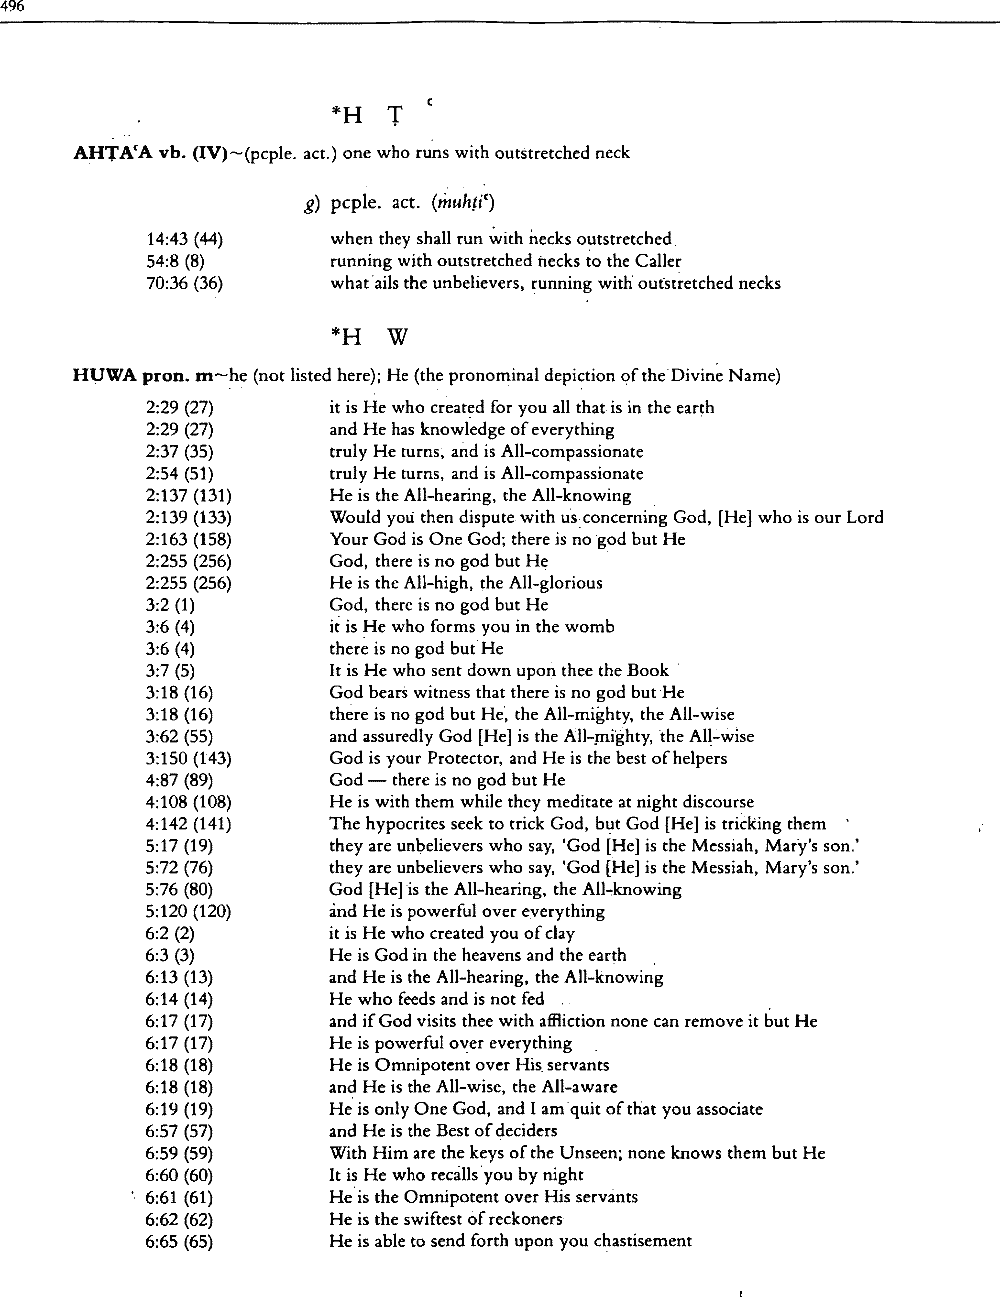 496
*H Ṭ ʿ
AHṬAʿA vb. (IV)~(pcple. act.) one who runs with outstretched neck
g) pcple. act. (muhṭiʿ)
14:43 (44) when they shall run with necks outstretched
54:8 (8) running with outstretched necks to the Caller
70:36 (36) what ails the unbelievers, running with outstretched necks
*H W
HUWA pron. m~he (not listed here); He (the pronominal depiction of the Divine Name)
2:29 (27) it is He who created for you all that is in the earth
2:29 (27) and He has knowledge of everything
2:37 (35) truly He turns, and is All-compassionate
2:54 (51) truly He turns, and is All-compassionate
2:137 (131) He is the All-hearing, the All-knowing
2:139 (133) Would you then dispute with us concerning God, [He] who is our Lord
2:163 (158) Your God is One God; there is no god but He
2:255 (256) God, there is no god but He
2:255 (256) He is the All-high, the All-glorious
3:2 (1) God, there is no god but He
3:6 (4) it is He who forms you in the womb
3:6 (4) there is no god but He
3:7 (5) It is He who sent down upon thee the Book
3:18 (16) God bears witness that there is no god but He
3:18 (16) there is no god but He, the All-mighty, the All-wise
3:62 (55) and assuredly God [He] is the All-mighty, the All-wise
3:150 (143) God is your Protector, and He is the best of helpers
4:87 (89) God — there is no god but He
4:108 (108) He is with them while they meditate at night discourse
4:142 (141) The hypocrites seek to trick God, but God [He] is tricking them
5:17 (19) they are unbelievers who say, 'God [He] is the Messiah, Mary's son.'
5:72 (76) they are unbelievers who say, 'God [He] is the Messiah, Mary's son.'
5:76 (80) God [He] is the All-hearing, the All-knowing
5:120 (120) and He is powerful over everything
6:2 (2) it is He who created you of clay
6:3 (3) He is God in the heavens and the earth
6:13 (13) and He is the All-hearing, the All-knowing
6:14 (14) He who feeds and is not fed
6:17 (17) and if God visits thee with affliction none can remove it but He
6:17 (17) He is powerful over everything
6:18 (18) He is Omnipotent over His servants
6:18 (18) and He is the All-wise, the All-aware
6:19 (19) He is only One God, and I am quit of that you associate
6:57 (57) and He is the Best of deciders
6:59 (59) With Him are the keys of the Unseen; none knows them but He
6:60 (60) It is He who recalls you by night
6:61 (61) He is the Omnipotent over His servants
6:62 (62) He is the swiftest of reckoners
6:65 (65) He is able to send forth upon you chastisement